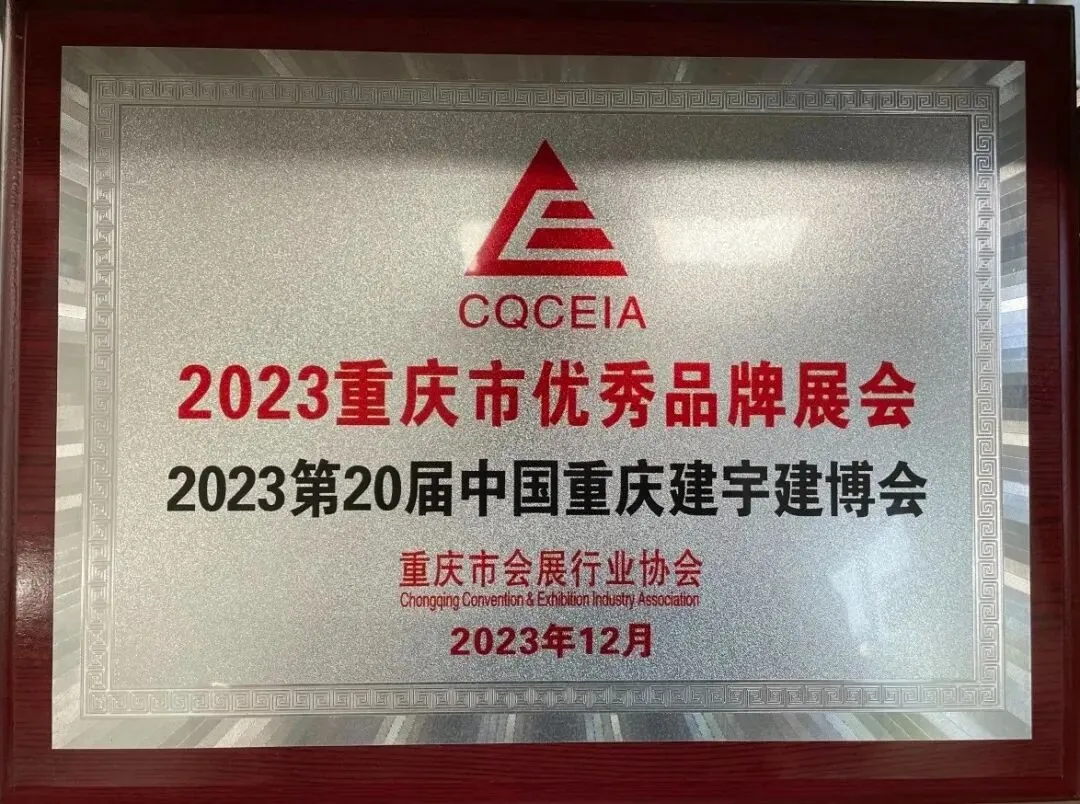 CQCEIA
2023重庆市优秀品牌展会
2023第20届中国重庆建宇建博会
重庆市会展行业协会
Chongqing Convention & Exhibition Industry Association
2023年12月